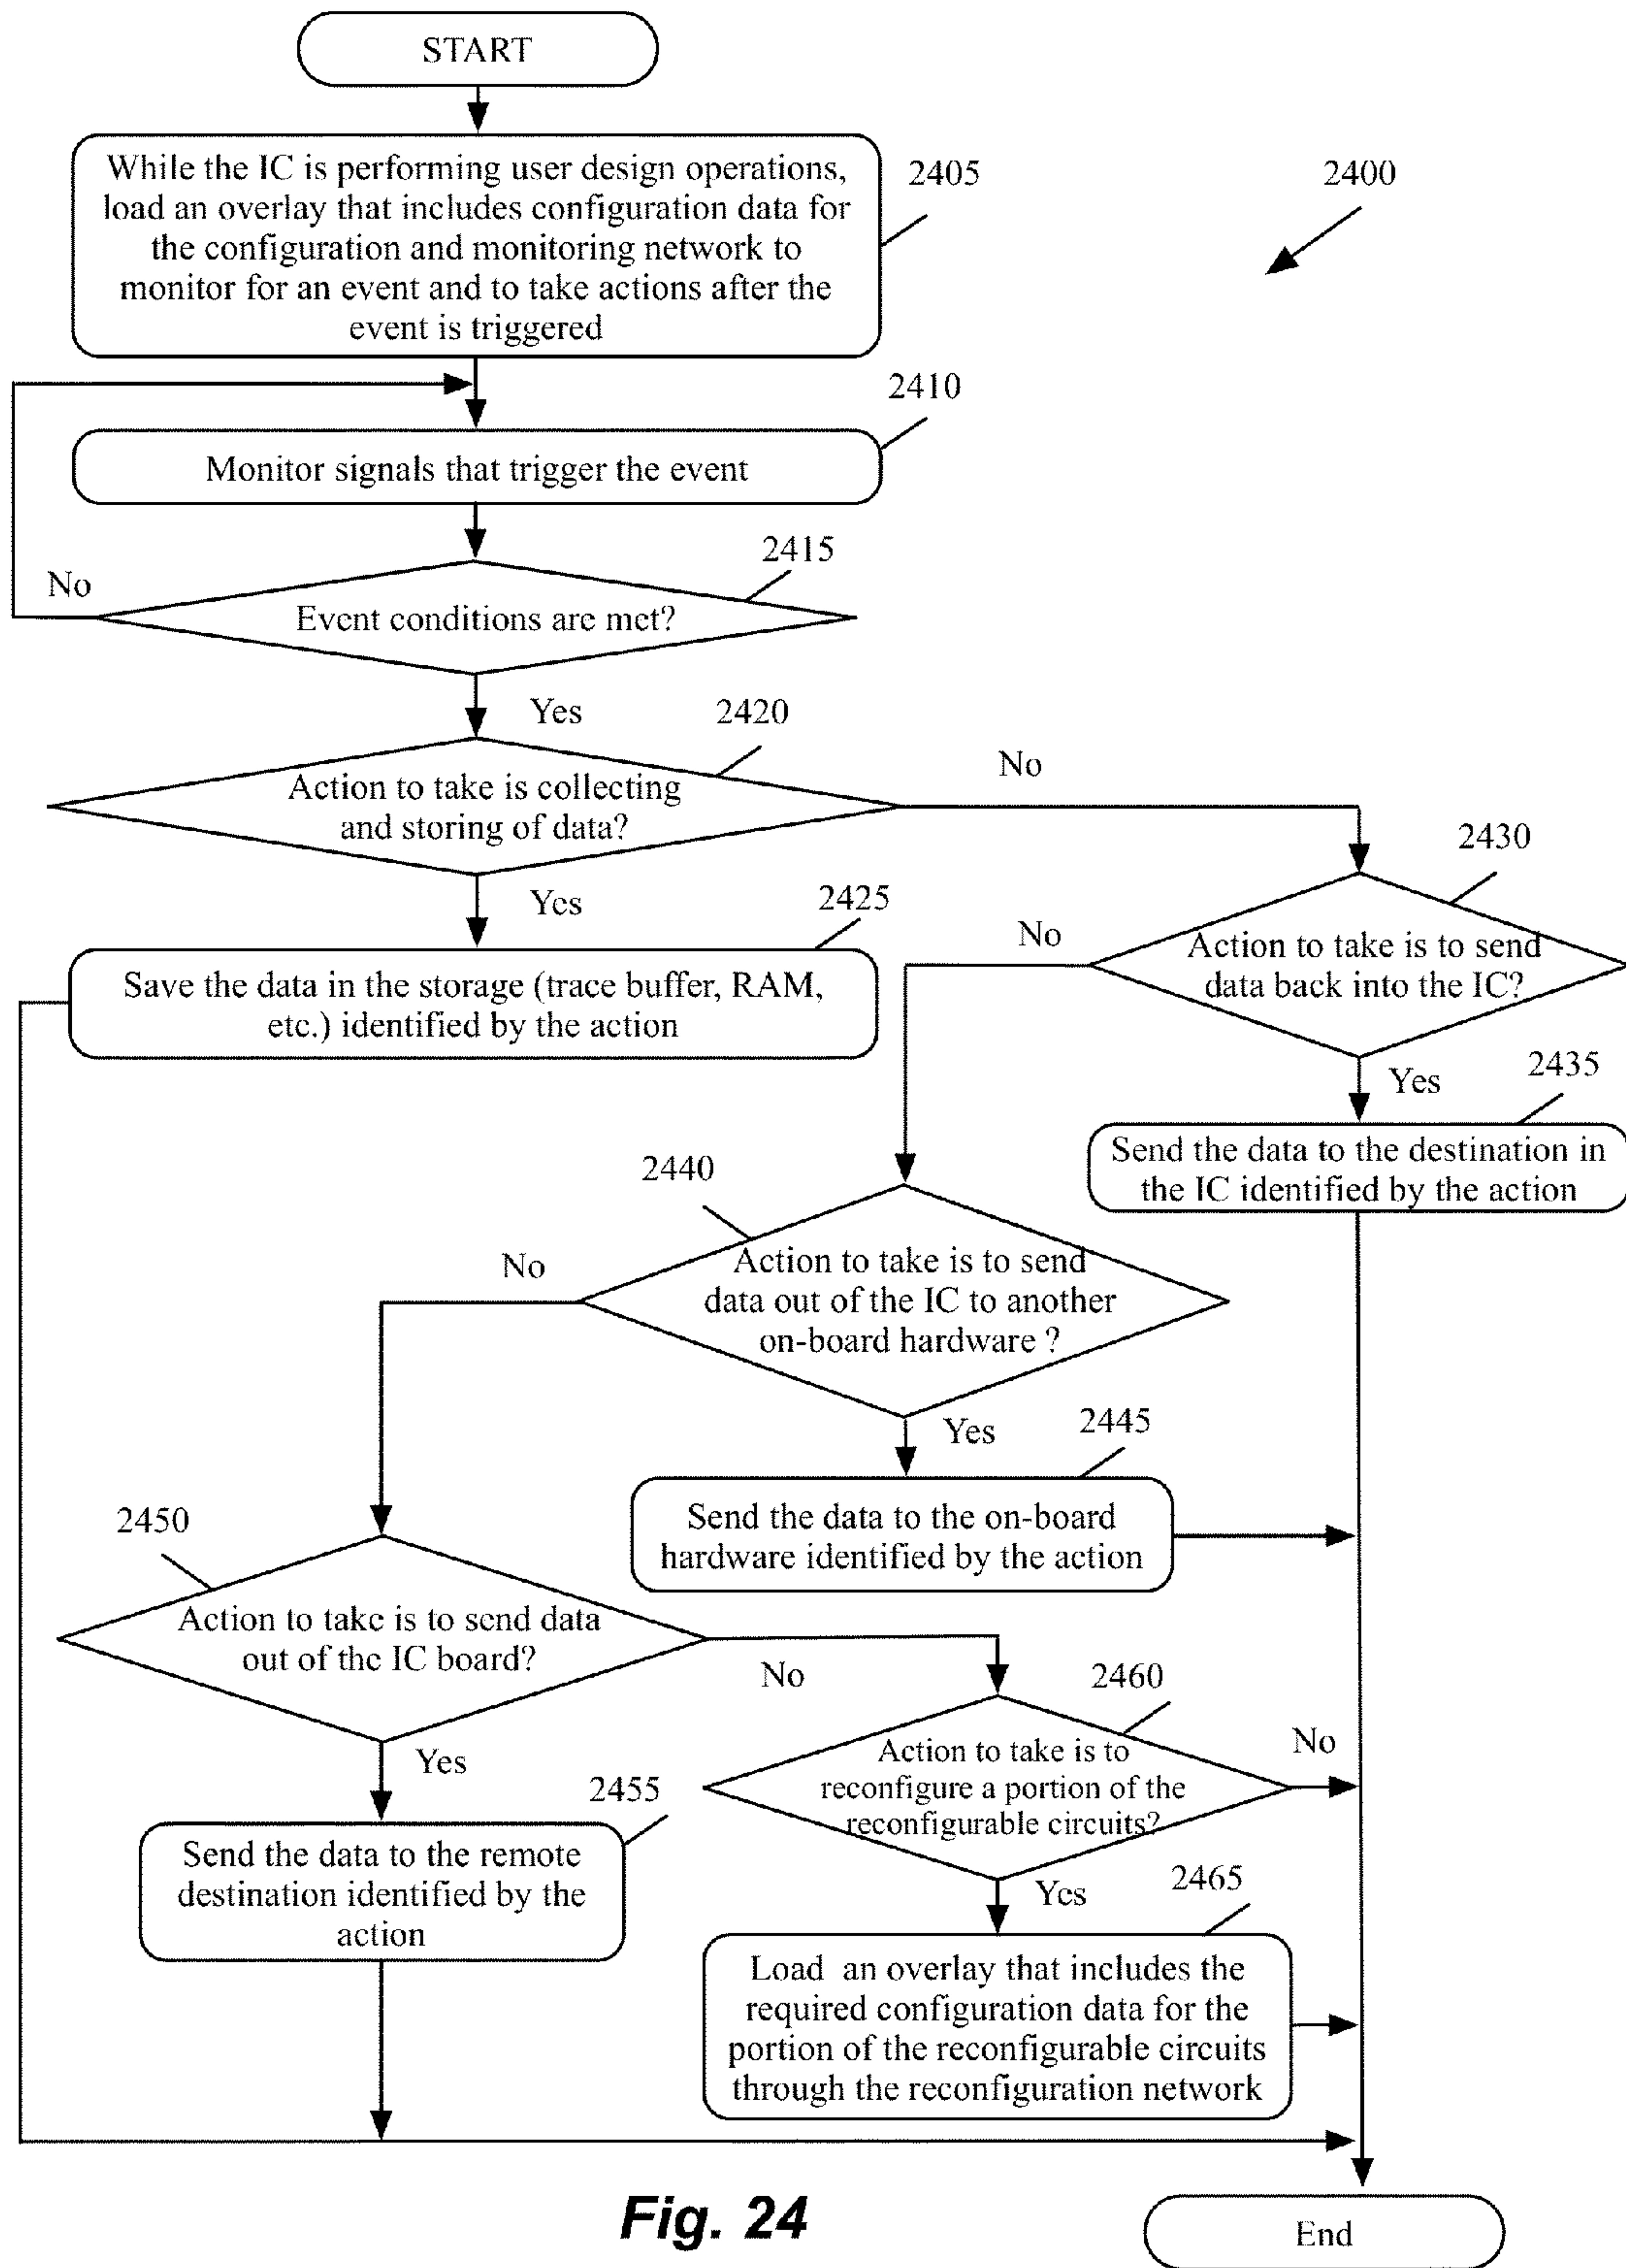 START
While the IC is performing user design operations,
load an overlay that includes configuration data for
the configuration and monitoring network to
monitor for an event and to take actions after the
event is triggered
2405
2400
2410
Monitor signals that trigger the event
2415
No
Event conditions are met?
Yes
2420
No
Action to take is collecting
and storing of data?
2430
Yes
2425
No
Action to take is to send
data back into the IC?
Save the data in the storage (trace buffer, RAM,
etc.) identified by the action
Yes
2435
Send the data to the destination in
the IC identified by the action
2440
No
Action to take is to send
data out of the IC to another
on-board hardware ?
Yes
2445
Send the data to the on-board
hardware identified by the action
2450
Action to take is to send data
out of the IC board?
No
2460
Action to take is to
reconfigure a portion of the
reconfigurable circuits?
No
Yes
2455
Send the data to the remote
destination identified by the
action
Yes
2465
Load an overlay that includes the
required configuration data for the
portion of the reconfigurable circuits
through the reconfiguration network
Fig. 24
End